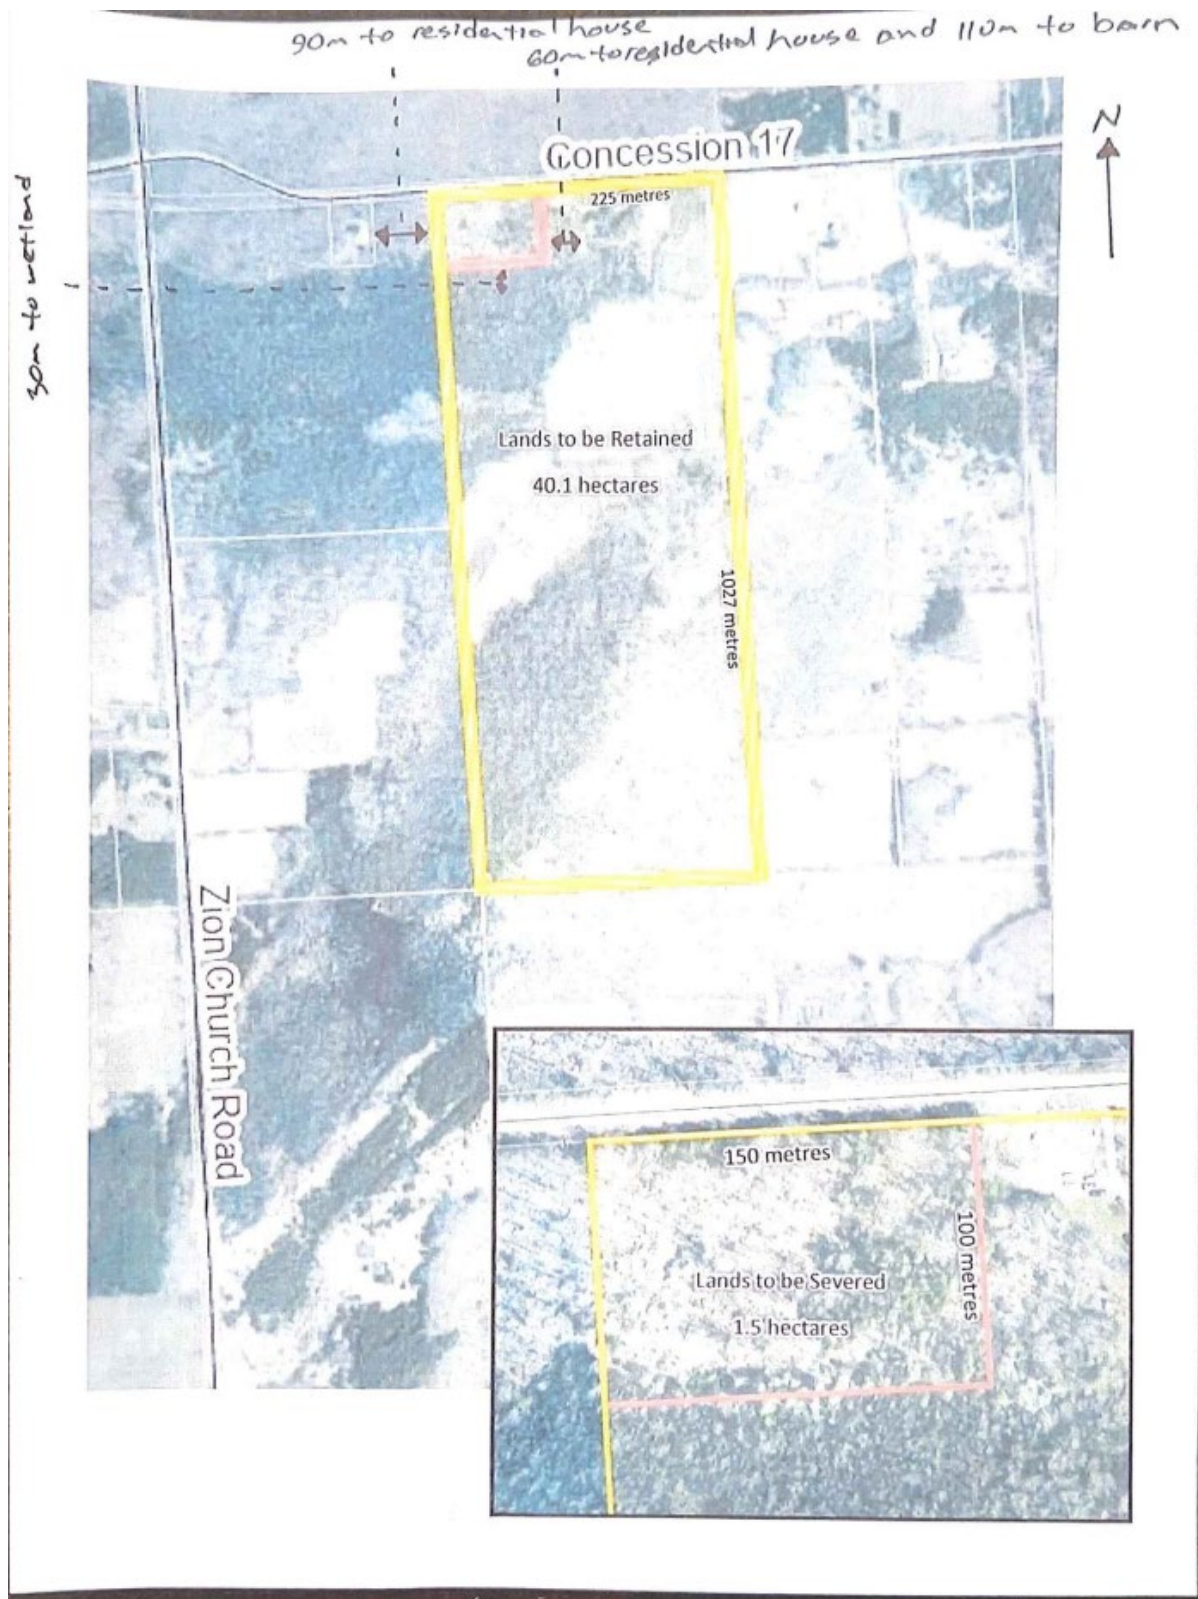 90m to residential house
60m to residential house and 110m to barn
N
Concession 17
225 metres
30m to wetland
Lands to be Retained
40.1 hectares
1027 metres
Zion Church Road
150 metres
100 metres
Lands to be Severed
1.5 hectares